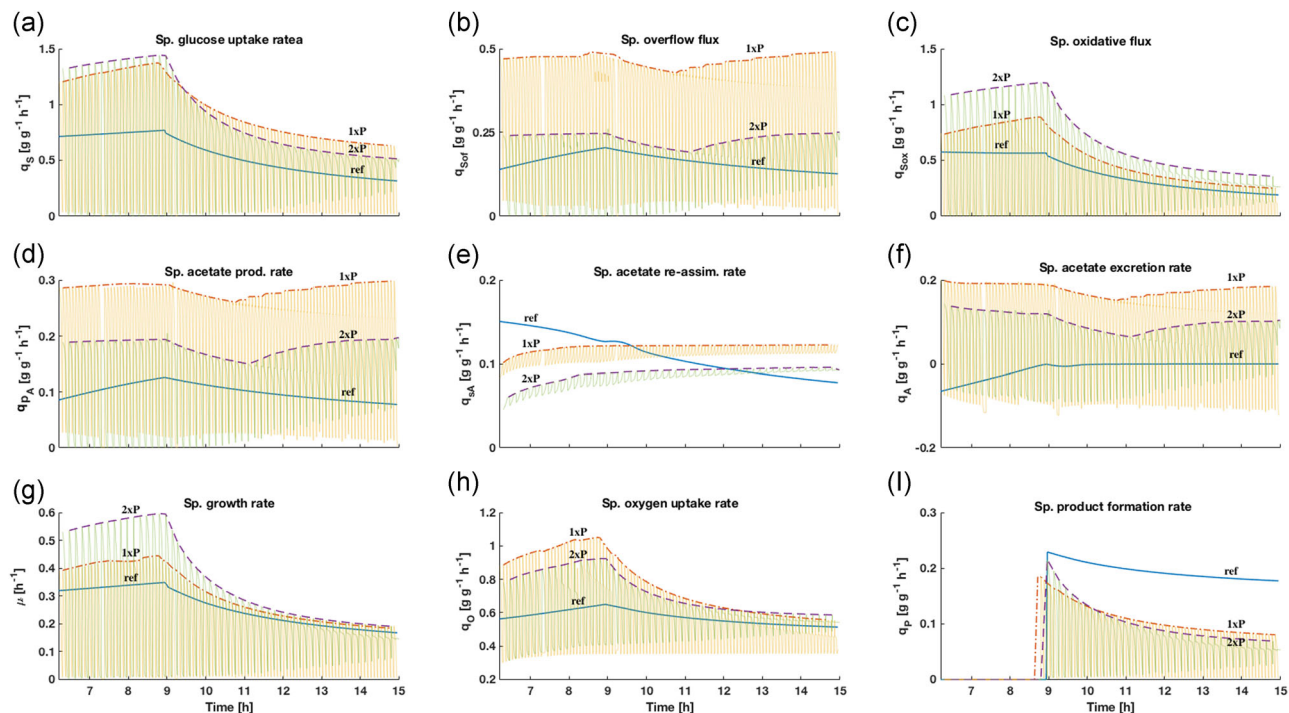 (a)
Sp. glucose uptake ratea
1.5
1
0.5
0
qS [g g⁻¹ h⁻¹]
1xP
2xP
ref
7 8 9 10 11 12 13 14 15
(b)
Sp. overflow flux
0.5
0.25
0
qSof [g g⁻¹ h⁻¹]
1xP
2xP
ref
7 8 9 10 11 12 13 14 15
(c)
Sp. oxidative flux
1.5
1
0.5
0
qSox [g g⁻¹ h⁻¹]
2xP
1xP
ref
7 8 9 10 11 12 13 14 15
(d)
Sp. acetate prod. rate
0.3
0.2
0.1
0
qpA [g g⁻¹ h⁻¹]
1xP
2xP
ref
7 8 9 10 11 12 13 14 15
(e)
Sp. acetate re-assim. rate
0.2
0.1
0
qsA [g g⁻¹ h⁻¹]
ref
1xP
2xP
7 8 9 10 11 12 13 14 15
(f)
Sp. acetate excretion rate
0.2
0
-0.2
qA [g g⁻¹ h⁻¹]
1xP
2xP
ref
7 8 9 10 11 12 13 14 15
(g)
Sp. growth rate
0.6
0.5
0.4
0.3
0.2
0.1
0
μ [h⁻¹]
2xP
1xP
ref
7 8 9 10 11 12 13 14 15
Time [h]
(h)
Sp. oxygen uptake rate
1.2
1
0.8
0.6
0.4
0.2
qO [g g⁻¹ h⁻¹]
1xP
2xP
ref
7 8 9 10 11 12 13 14 15
Time [h]
(I)
Sp. product formation rate
0.3
0.2
0.1
0
qP [g g⁻¹ h⁻¹]
ref
1xP
2xP
7 8 9 10 11 12 13 14 15
Time [h]